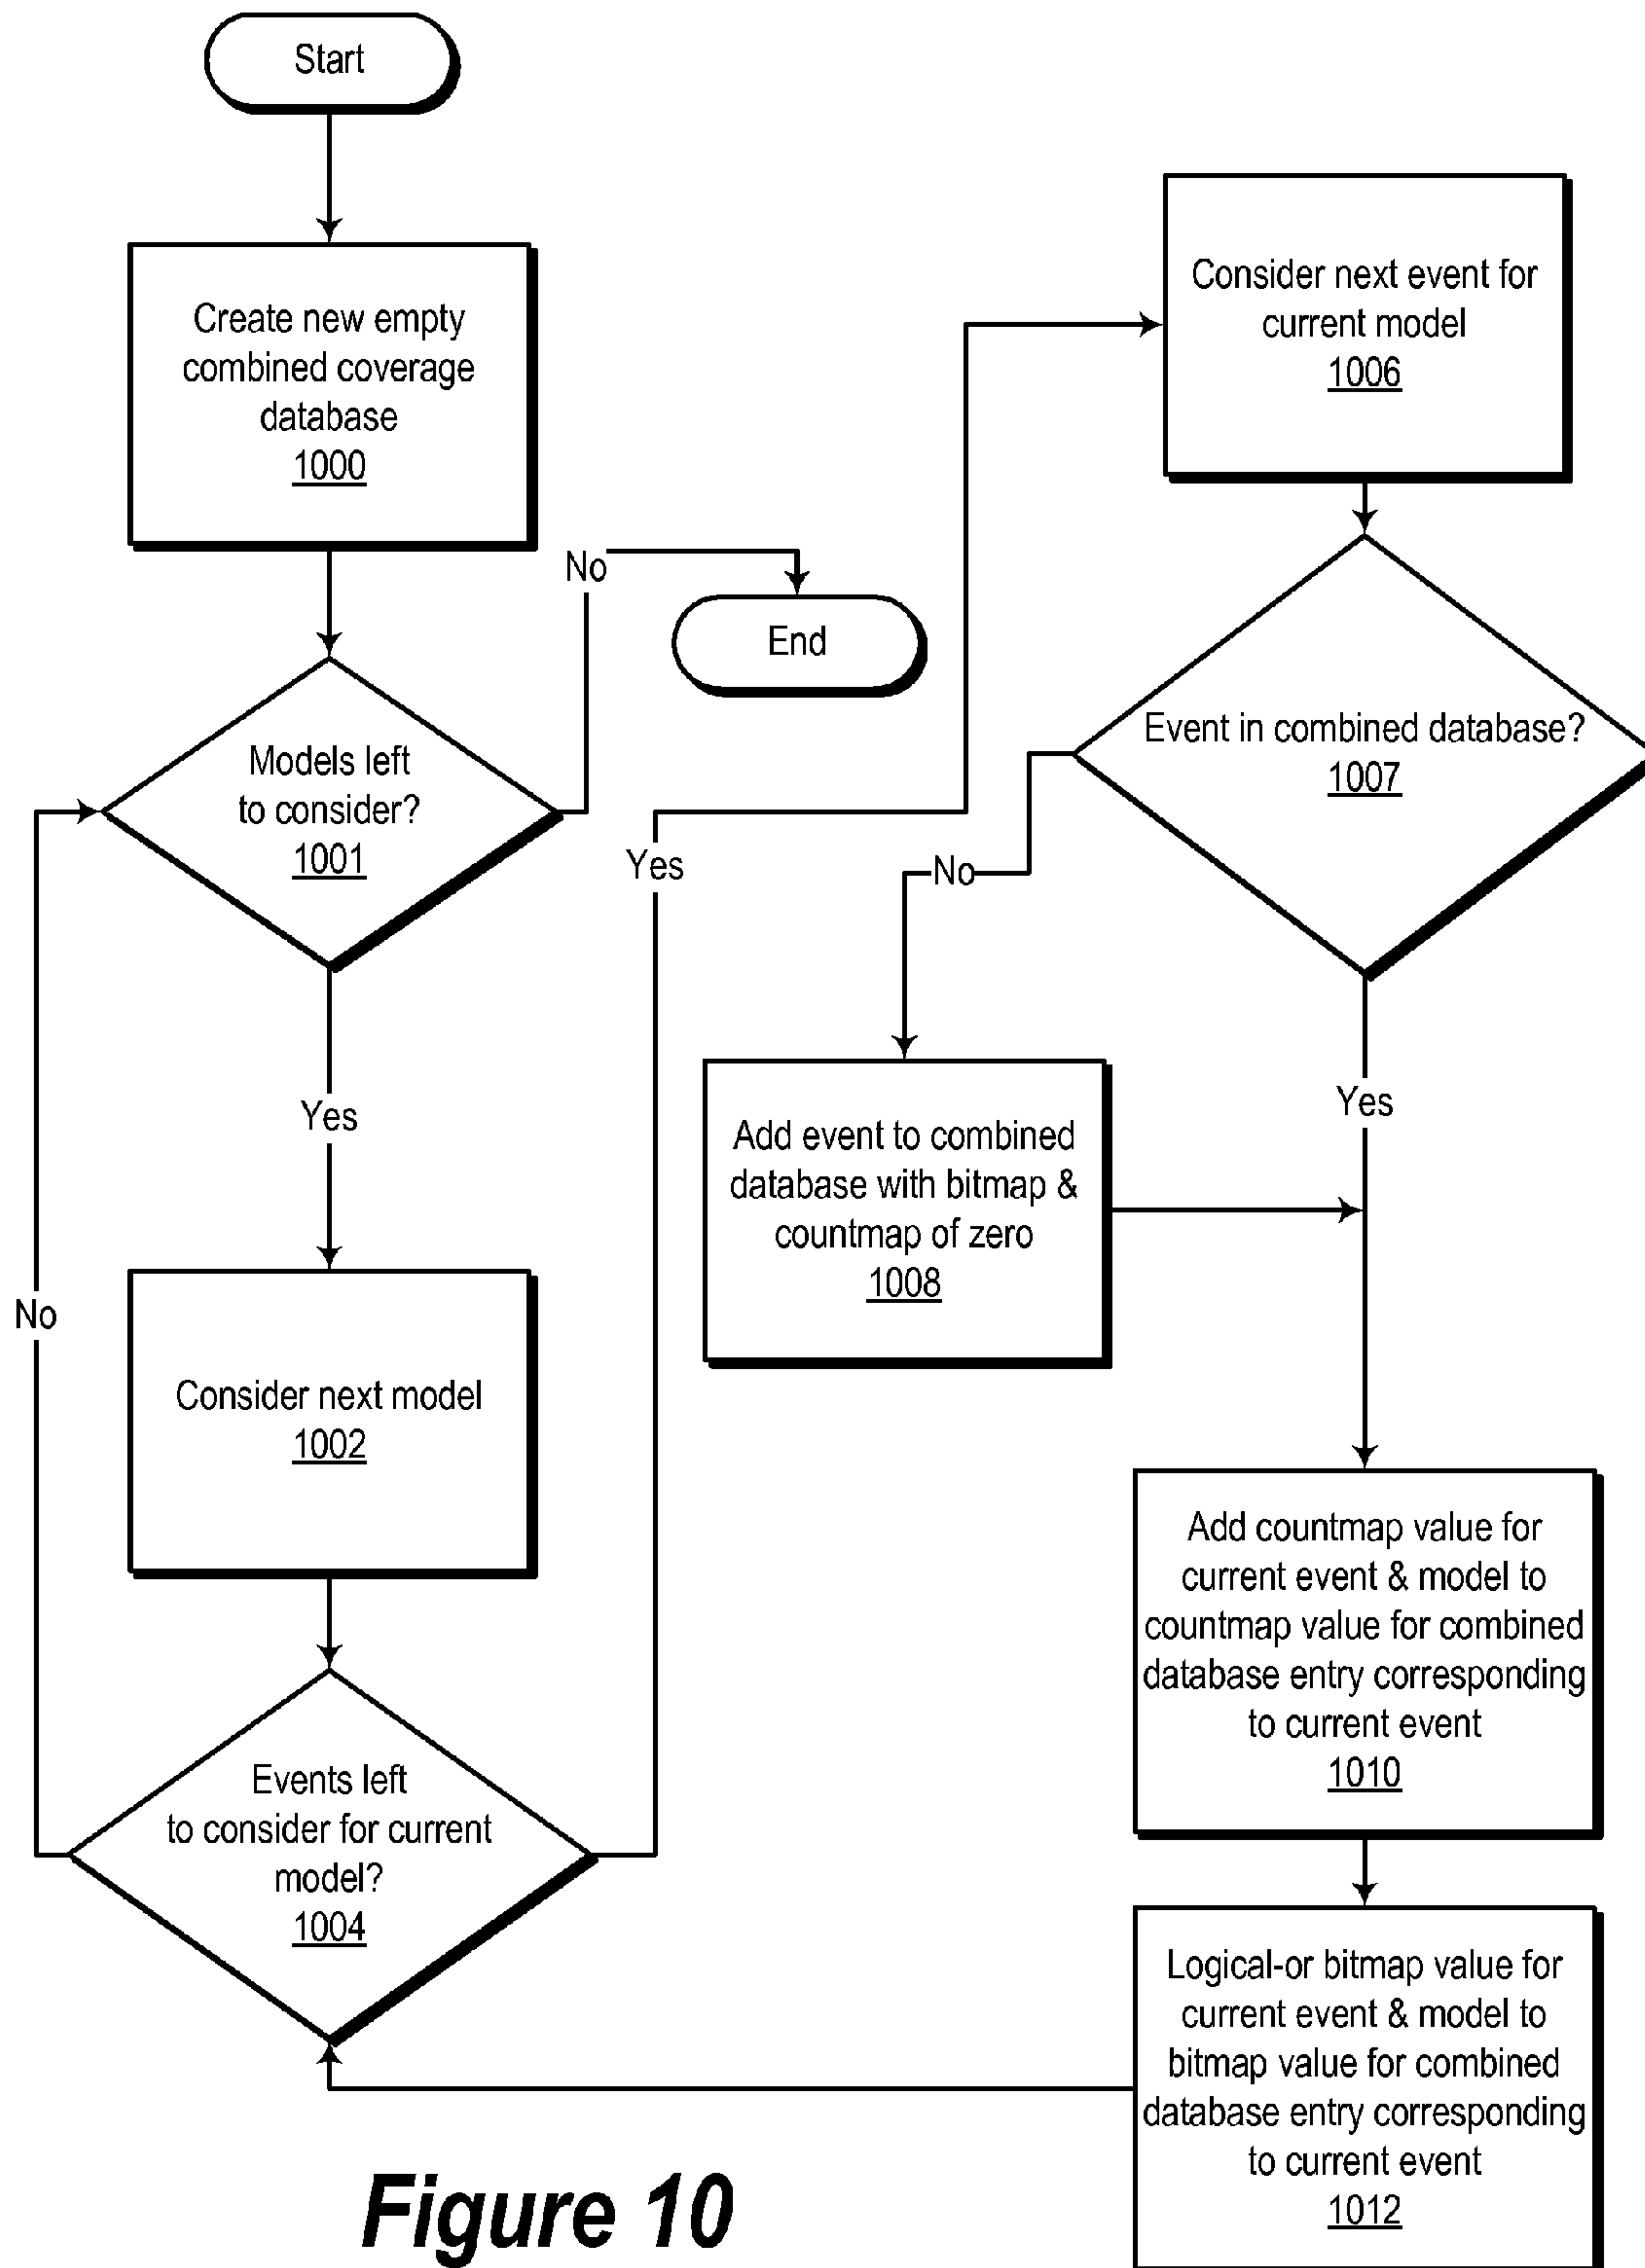 Start
Create new empty
combined coverage
database
1000
No
End
Models left
to consider?
1001
Yes
Consider next model
1002
No
Events left
to consider for current
model?
1004
Yes
Consider next event for
current model
1006
Event in combined database?
1007
No
Add event to combined
database with bitmap &
countmap of zero
1008
Yes
Add countmap value for
current event & model to
countmap value for combined
database entry corresponding
to current event
1010
Logical-or bitmap value for
current event & model to
bitmap value for combined
database entry corresponding
to current event
1012
Figure 10